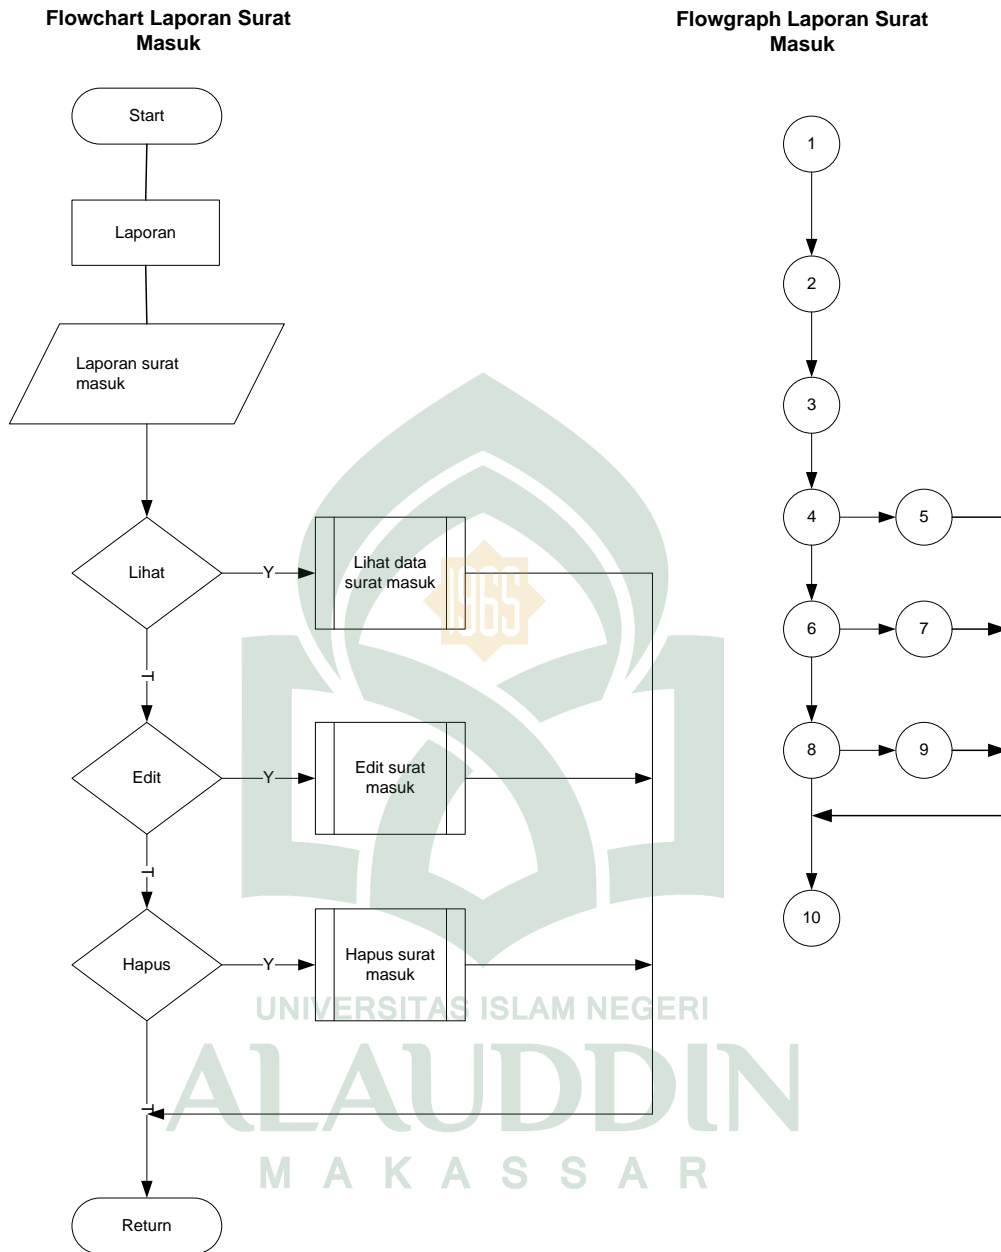 Flowchart Laporan Surat
Masuk
Start
Laporan
Laporan surat
masuk
Lihat
Y
Lihat data
surat masuk
T
Edit
Y
Edit surat
masuk
T
Hapus
Y
Hapus surat
masuk
T
Return
Flowgraph Laporan Surat
Masuk
1
2
3
4
5
6
7
8
9
10
1965
UNIVERSITAS ISLAM NEGERI
ALAUDDIN
MAKASSAR